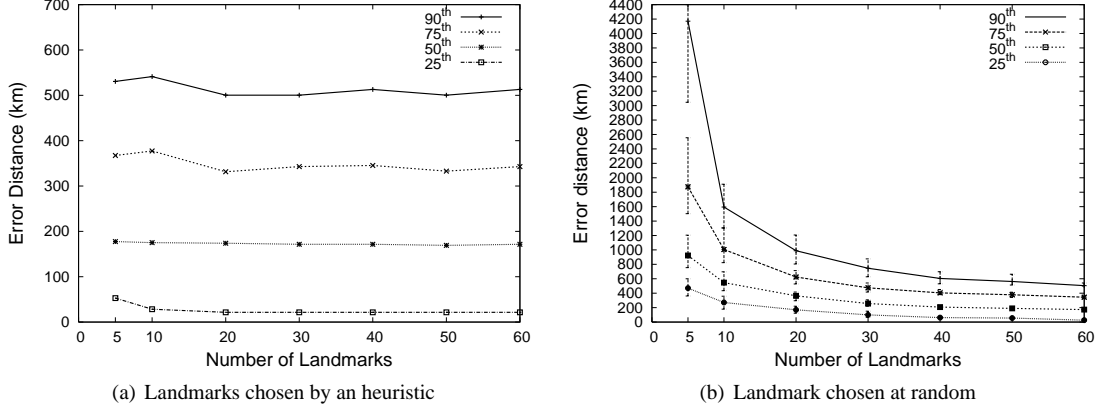 700
600
500
400
300
200
100
0
0 5 10 20 30 40 50 60
Error Distance (km)
Number of Landmarks
90th
75th
50th
25th
(a) Landmarks chosen by an heuristic
4400
4200
4000
3800
3600
3400
3200
3000
2800
2600
2400
2200
2000
1800
1600
1400
1200
1000
800
600
400
200
0
0 5 10 20 30 40 50 60
Error distance (km)
Number of Landmarks
90th
75th
50th
25th
(b) Landmark chosen at random